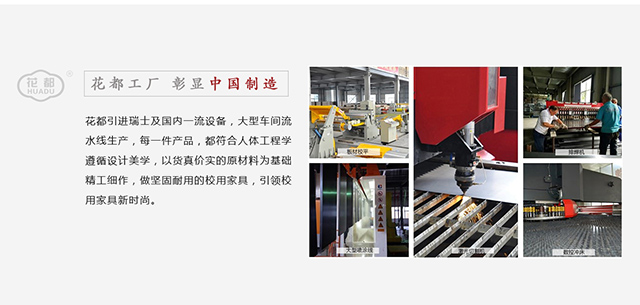 花都
HUADU
®
花都工厂 彰显中国制造
花都引进瑞士及国内一流设备，大型车间流
水线生产，每一件产品，都符合人体工程学
遵循设计美学，以货真价实的原材料为基础
精工细作，做坚固耐用的校用家具，引领校
用家具新时尚。
板材校平
排焊机
大型喷涂线
数控冲床